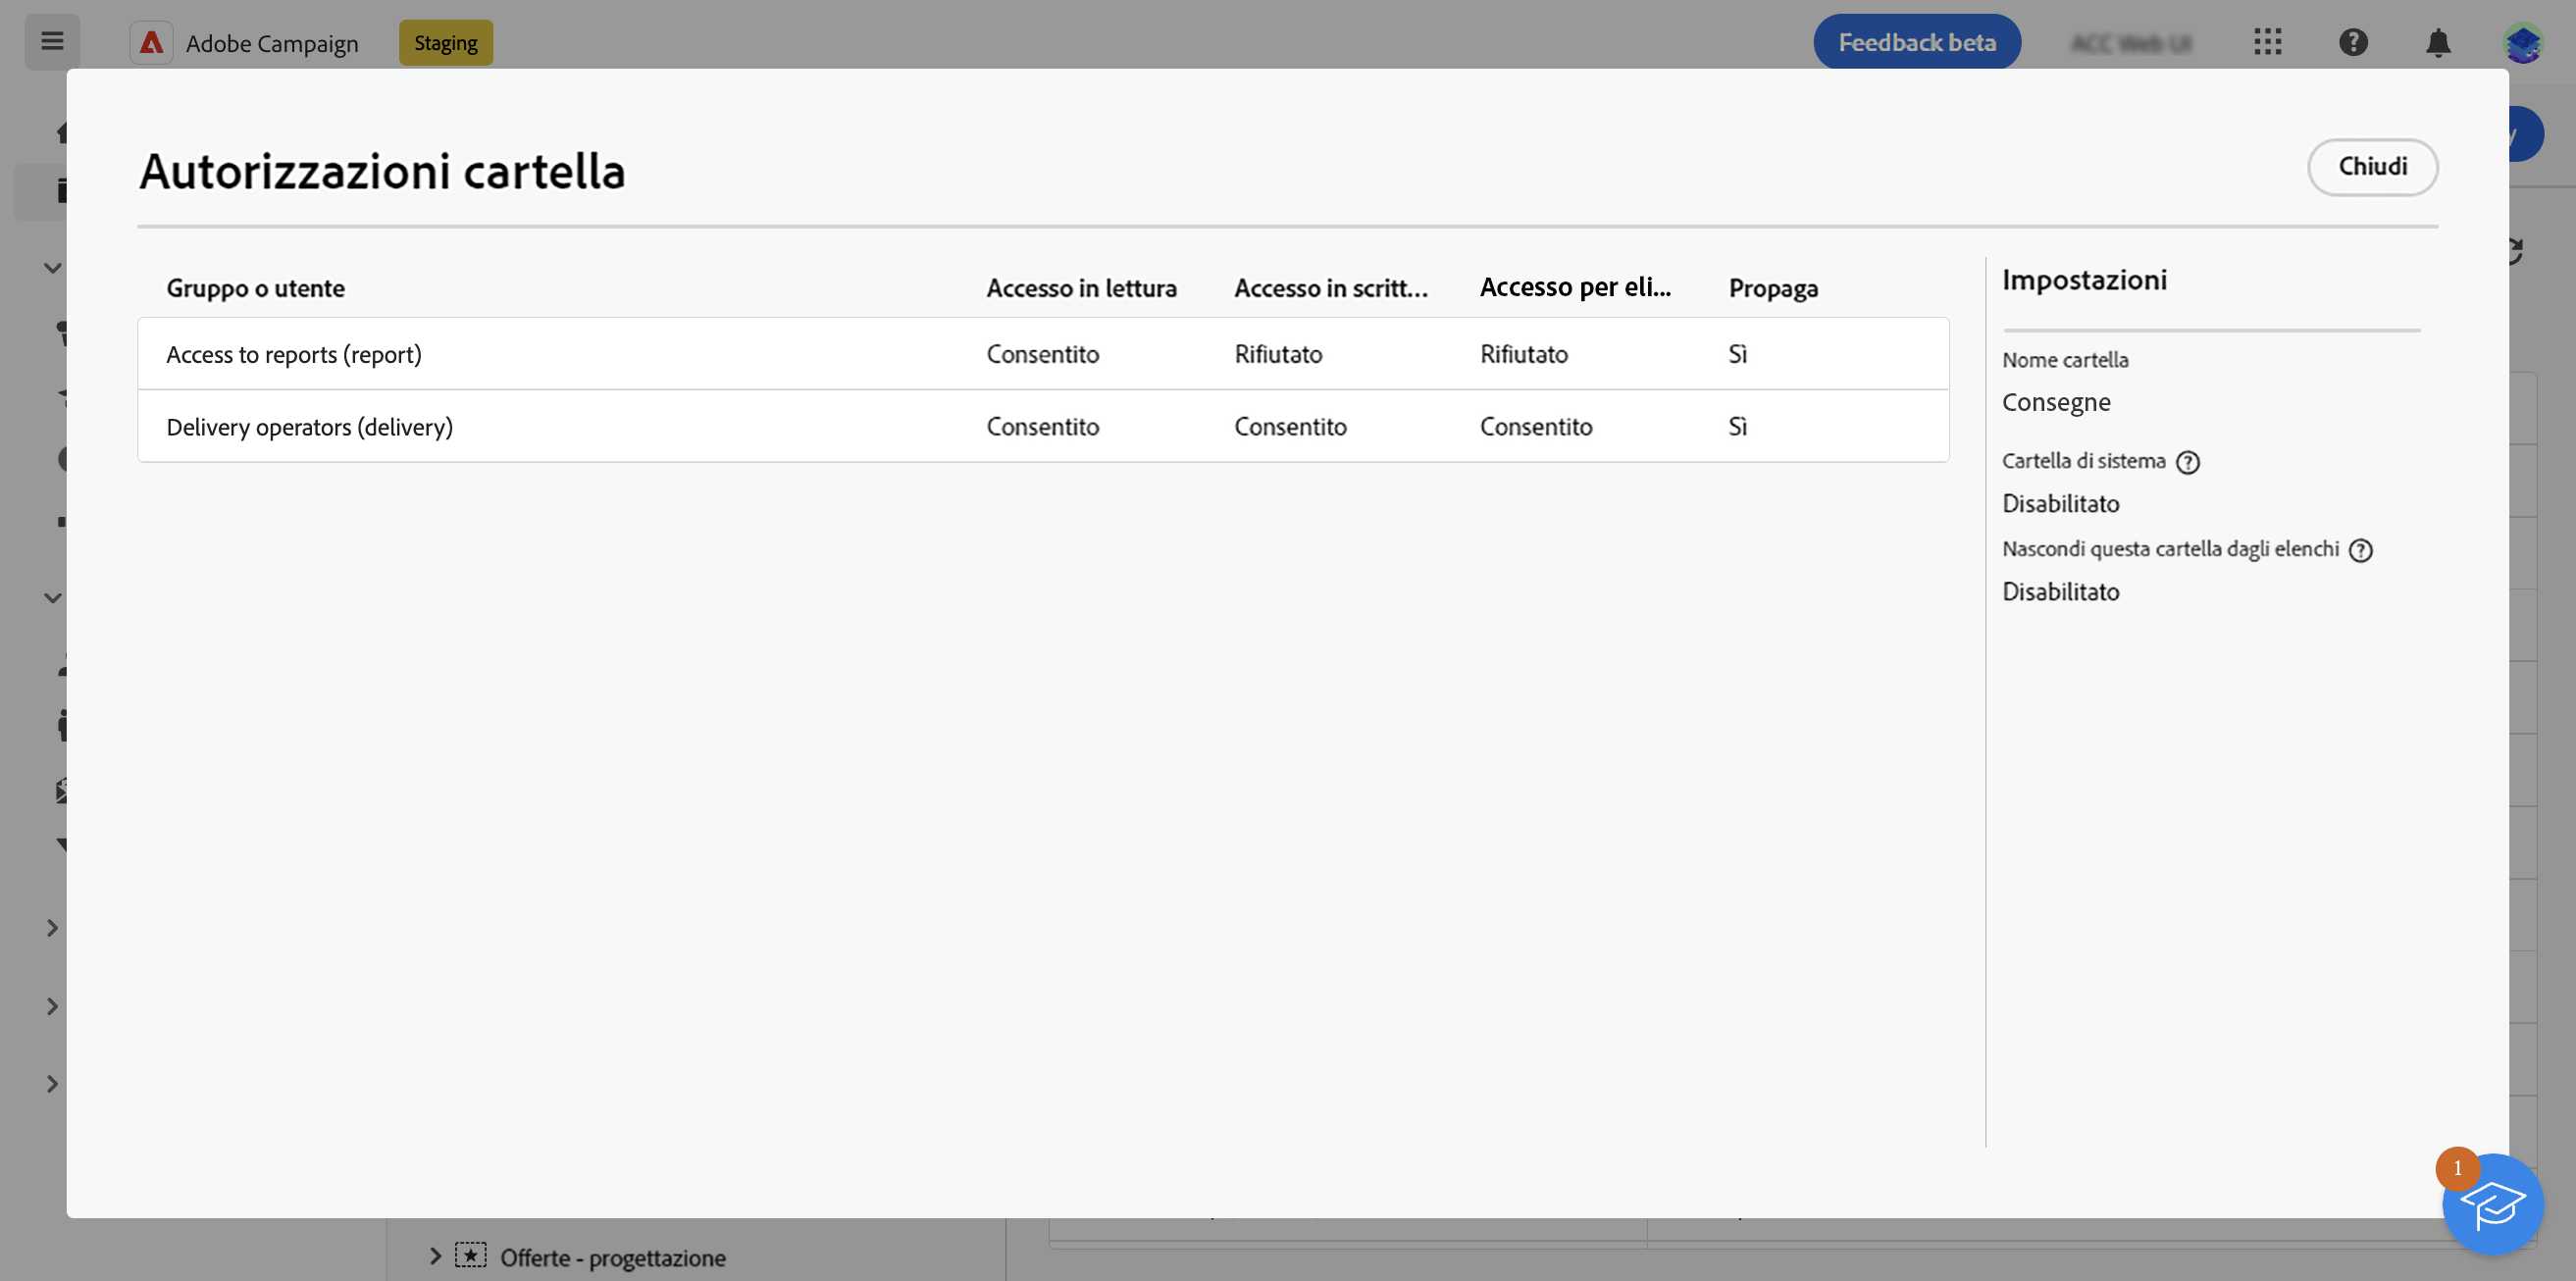 Adobe Campaign
Staging
Feedback beta
Autorizzazioni cartella
Chiudi
Gruppo o utente Accesso in lettura Accesso in scritt... Accesso per eli... Propaga
Access to reports (report) Consentito Rifiutato Rifiutato Sì
Delivery operators (delivery) Consentito Consentito Consentito Sì
Impostazioni
Nome cartella
Consegne
Cartella di sistema
Disabilitato
Nascondi questa cartella dagli elenchi
Disabilitato
1
Offerte - progettazione